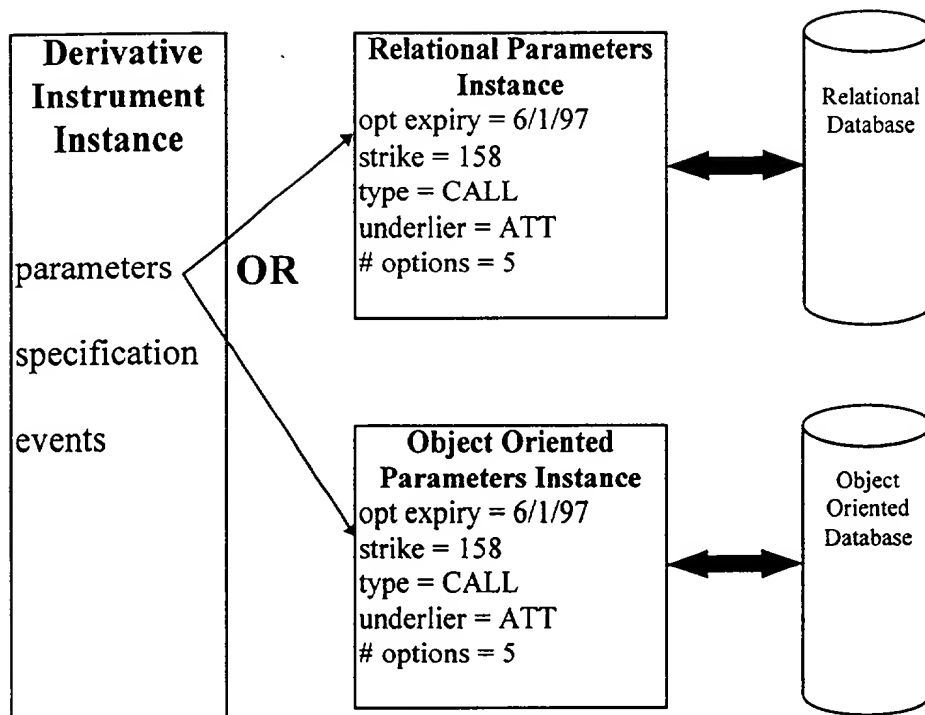 Derivative
Instrument
Instance
parameters
specification
events
OR
Relational Parameters
Instance
opt expiry = 6/1/97
strike = 158
type = CALL
underlier = ATT
# options = 5
Relational
Database
Object Oriented
Parameters Instance
opt expiry = 6/1/97
strike = 158
type = CALL
underlier = ATT
# options = 5
Object
Oriented
Database